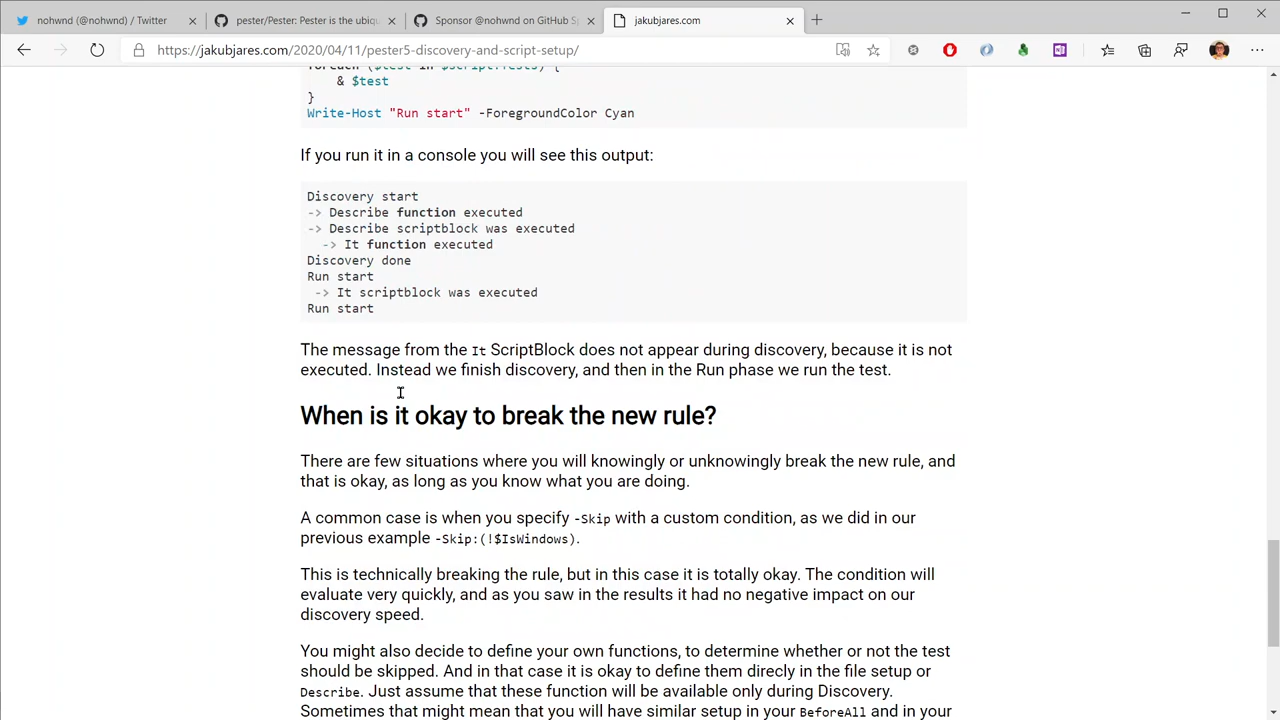 nohwnd (@nohwnd) / Twitter
pester/Pester: Pester is the ubiqu
Sponsor @nohwnd on GitHub Sp
jakubjares.com
https://jakubjares.com/2020/04/11/pester5-discovery-and-script-setup/
foreach ($test in $script:Tests) {
& $test
}
Write-Host "Run start" -ForegroundColor Cyan
If you run it in a console you will see this output:
Discovery start
-> Describe function executed
-> Describe scriptblock was executed
-> It function executed
Discovery done
Run start
-> It scriptblock was executed
Run start
The message from the It ScriptBlock does not appear during discovery, because it is not
executed. Instead we finish discovery, and then in the Run phase we run the test.
When is it okay to break the new rule?
There are few situations where you will knowingly or unknowingly break the new rule, and
that is okay, as long as you know what you are doing.
A common case is when you specify -Skip with a custom condition, as we did in our
previous example -Skip:(!$IsWindows).
This is technically breaking the rule, but in this case it is totally okay. The condition will
evaluate very quickly, and as you saw in the results it had no negative impact on our
discovery speed.
You might also decide to define your own functions, to determine whether or not the test
should be skipped. And in that case it is okay to define them direcly in the file setup or
Describe. Just assume that these function will be available only during Discovery.
Sometimes that might mean that you will have similar setup in your BeforeAll and in your